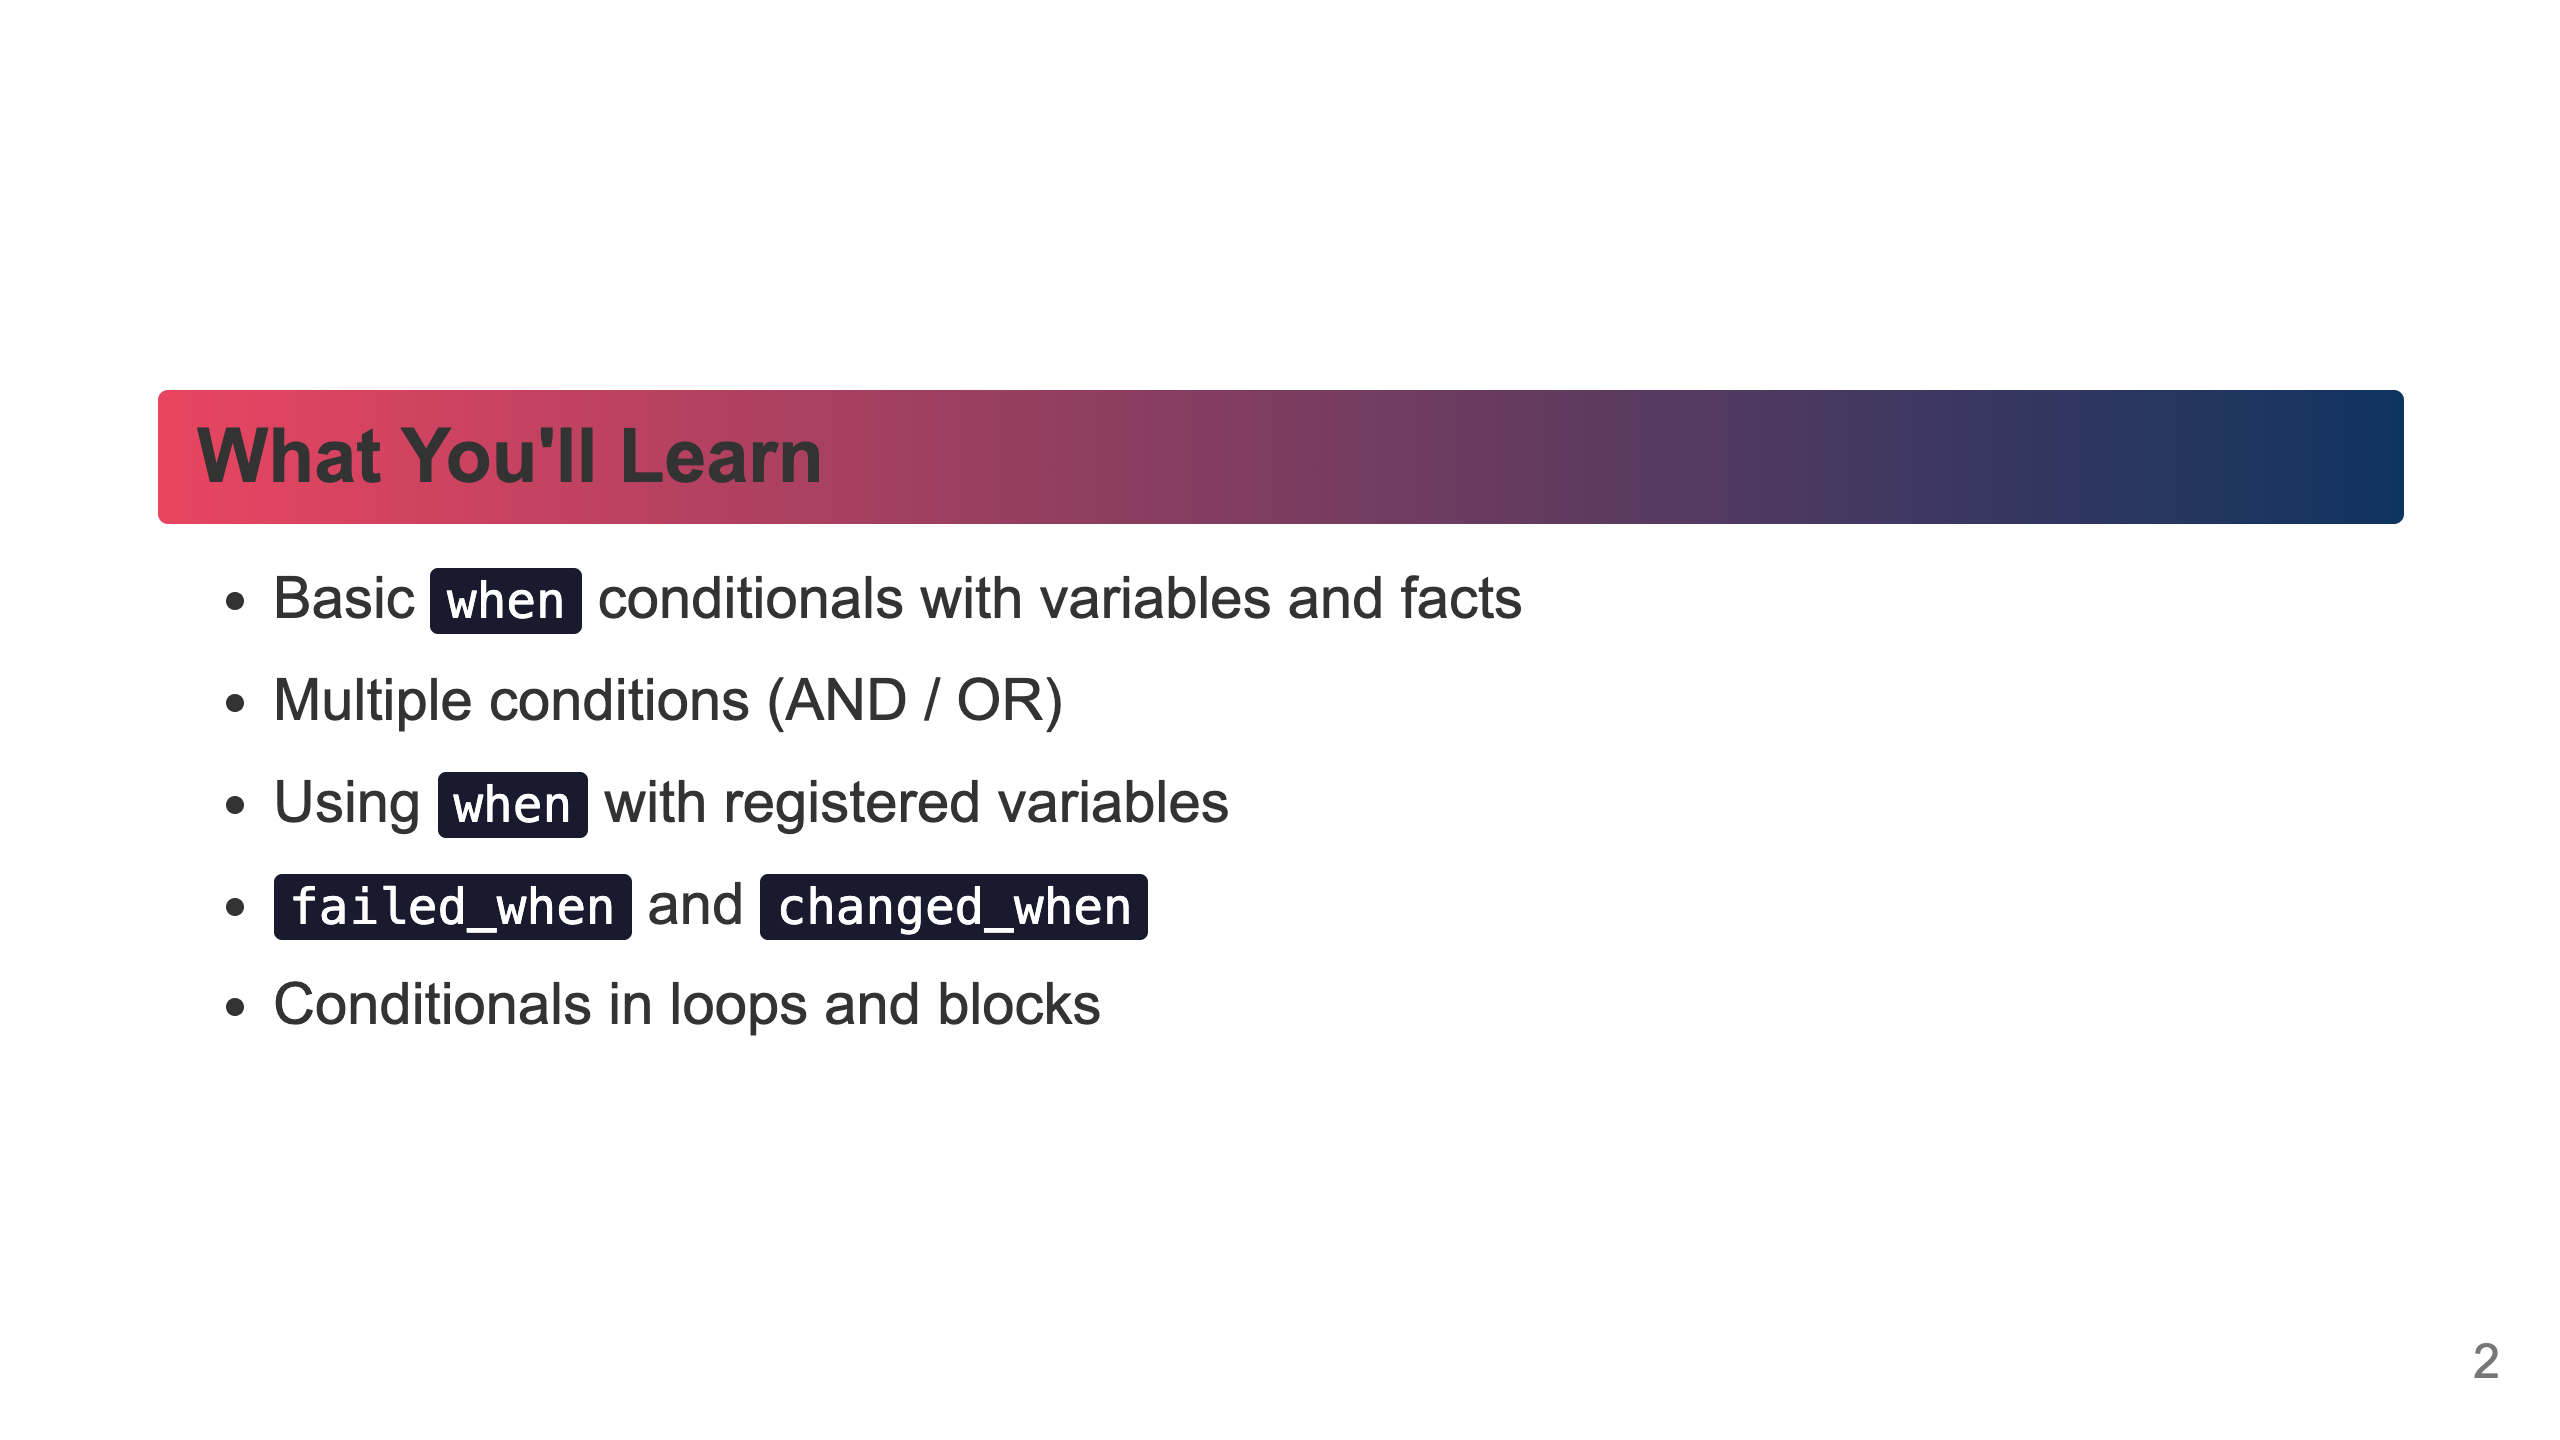 What You'll Learn
• Basic when conditionals with variables and facts
• Multiple conditions (AND / OR)
• Using when with registered variables
• failed_when and changed_when
• Conditionals in loops and blocks
2